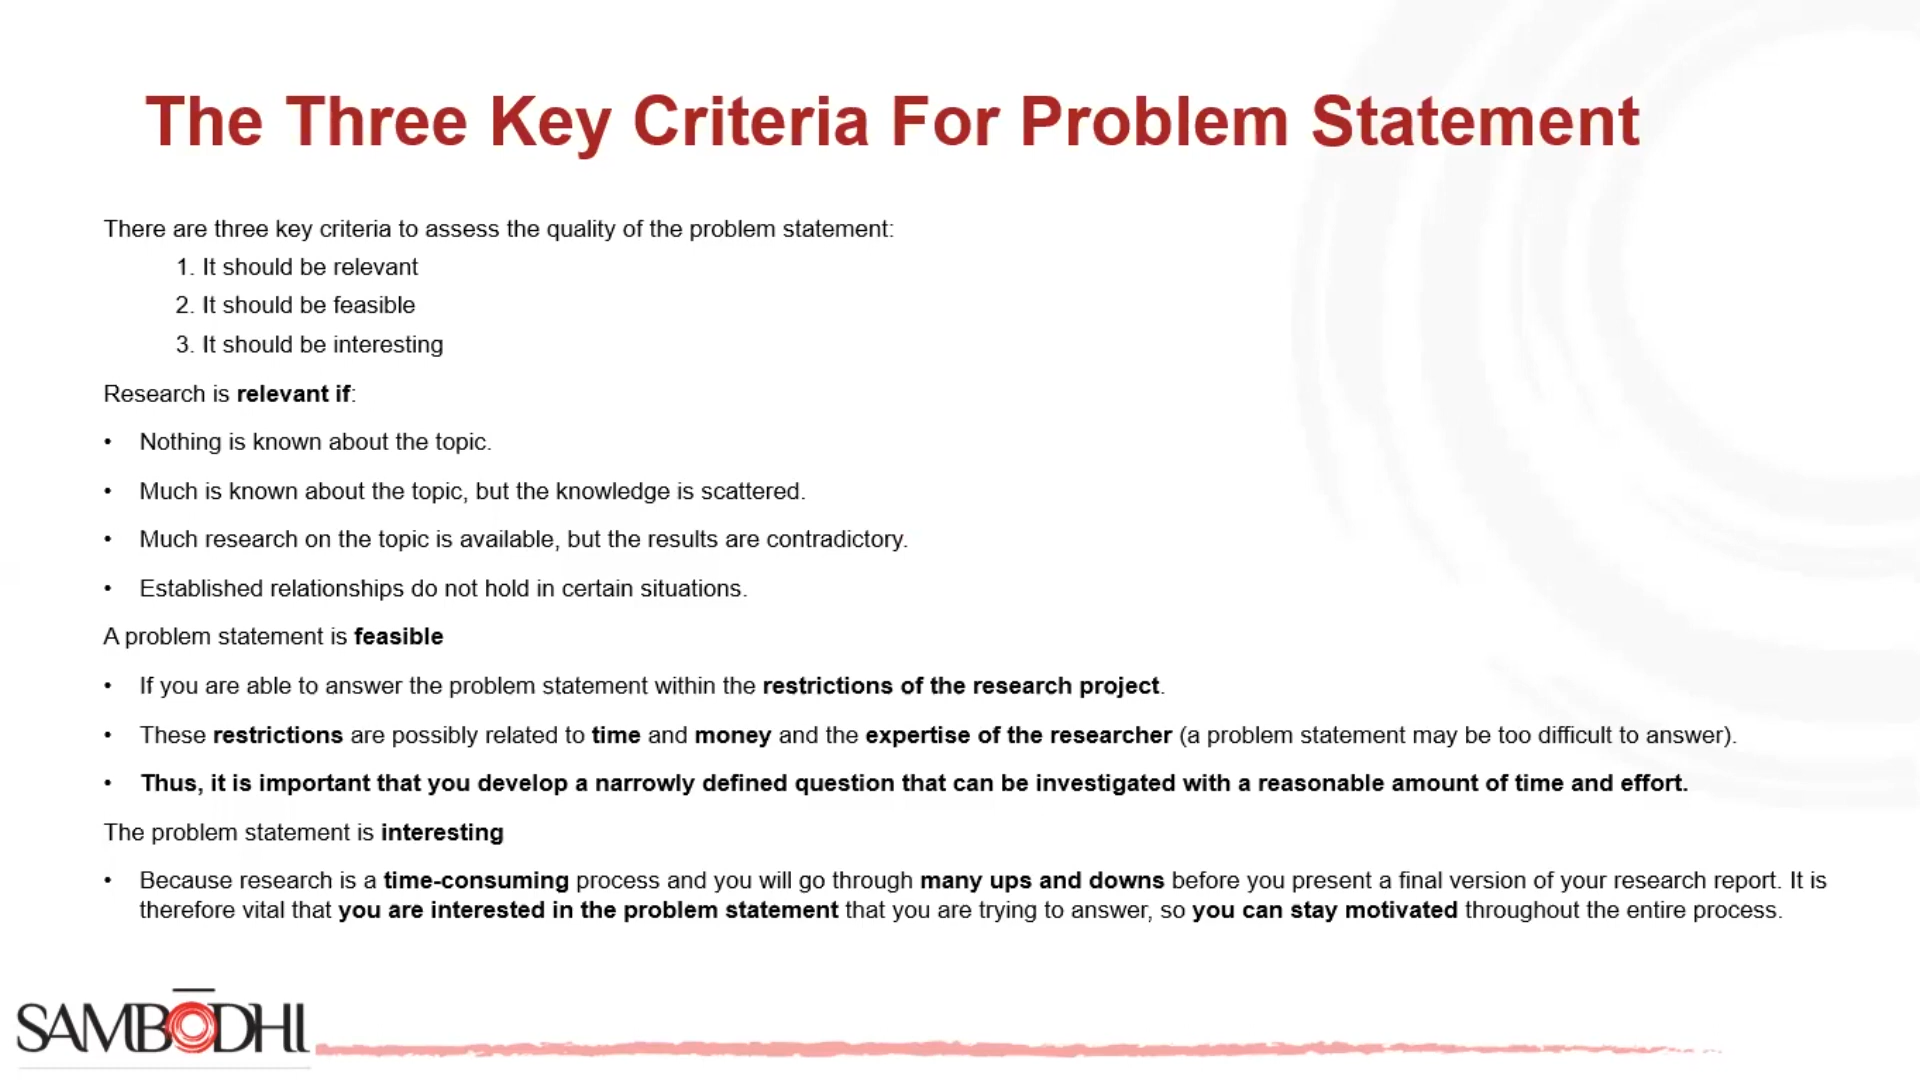 The Three Key Criteria For Problem Statement
There are three key criteria to assess the quality of the problem statement:
1. It should be relevant
2. It should be feasible
3. It should be interesting
Research is relevant if:
• Nothing is known about the topic.
• Much is known about the topic, but the knowledge is scattered.
• Much research on the topic is available, but the results are contradictory.
• Established relationships do not hold in certain situations.
A problem statement is feasible
• If you are able to answer the problem statement within the restrictions of the research project.
• These restrictions are possibly related to time and money and the expertise of the researcher (a problem statement may be too difficult to answer).
• Thus, it is important that you develop a narrowly defined question that can be investigated with a reasonable amount of time and effort.
The problem statement is interesting
• Because research is a time-consuming process and you will go through many ups and downs before you present a final version of your research report. It is
therefore vital that you are interested in the problem statement that you are trying to answer, so you can stay motivated throughout the entire process.
SAMBŌDHI